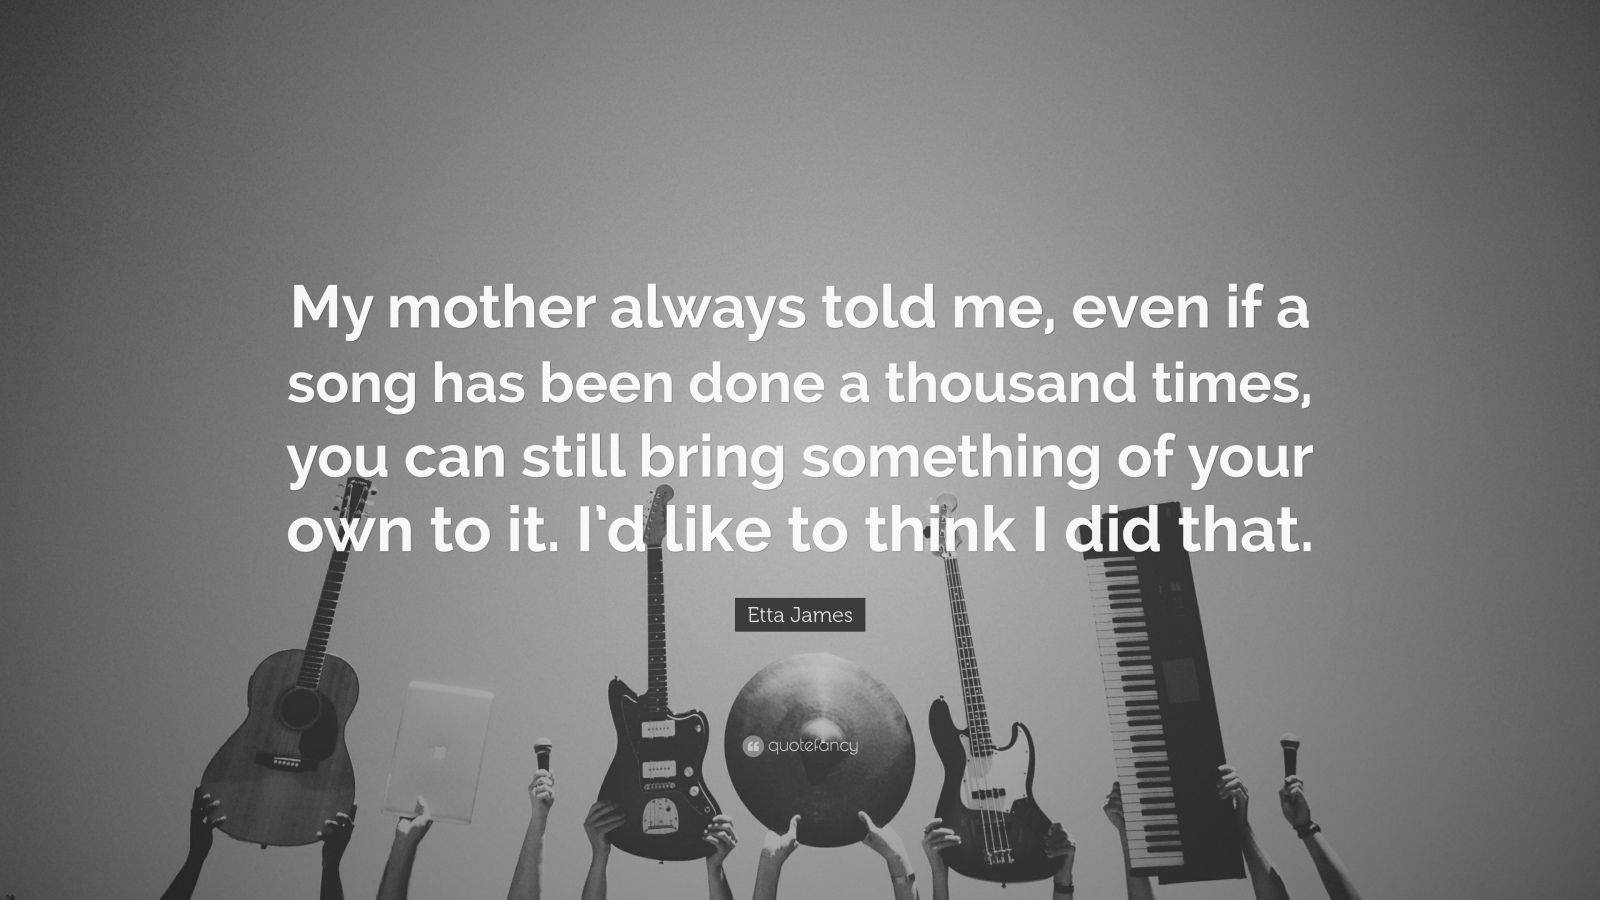 My mother always told me, even if a
song has been done a thousand times,
you can still bring something of your
own to it. I’d like to think I did that.
Etta James
quotefancy